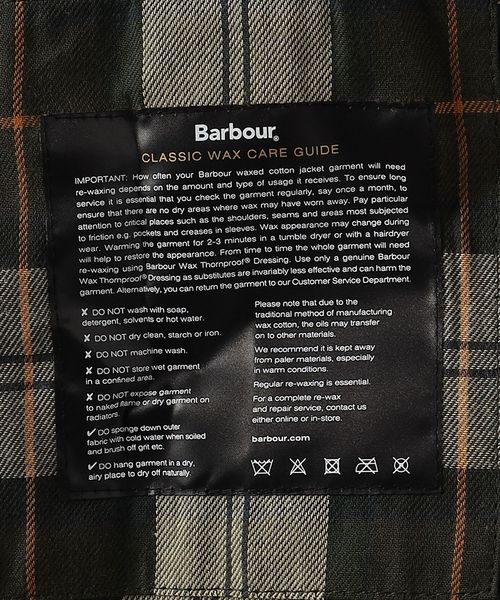 Barbour®
CLASSIC WAX CARE GUIDE
IMPORTANT: How often your Barbour waxed cotton jacket garment will need
re-waxing depends on the amount and type of usage it receives. To ensure long
service it is essential that you check the garment regularly, say once a month, to
ensure that there are no dry areas where wax may have worn away. Pay particular
attention to critical places such as the shoulders, seams and areas most subjected
to friction e.g. pockets and creases in sleeves. Wax appearance may change during
wear. Warming the garment for 2-3 minutes in a tumble dryer or with a hairdryer
will help to restore the appearance. From time to time the whole garment will need
re-waxing using Barbour Wax Thornproof® Dressing. Use only a genuine Barbour
Wax Thornproof® Dressing as substitutes are invariably less effective and can harm the
garment. Alternatively, you can return the garment to our Customer Service Department.
✗ DO NOT wash with soap,
detergent, solvents or hot water.
✗ DO NOT dry clean, starch or iron.
✗ DO NOT machine wash.
✗ DO NOT store wet garment
in a confined area.
✗ DO NOT expose garment
to naked flame or dry garment on
radiators.
✓ DO sponge down outer
fabric with cold water when soiled
and brush off grit etc.
✓ DO hang garment in a dry,
airy place to dry off naturally.
Please note that due to the
traditional method of manufacturing
wax cotton, the oils may transfer
on to other materials.
We recommend it is kept away
from paler materials, especially
in warm conditions.
Regular re-waxing is essential.
For a complete re-wax
and repair service, contact us
either online or in-store.
barbour.com